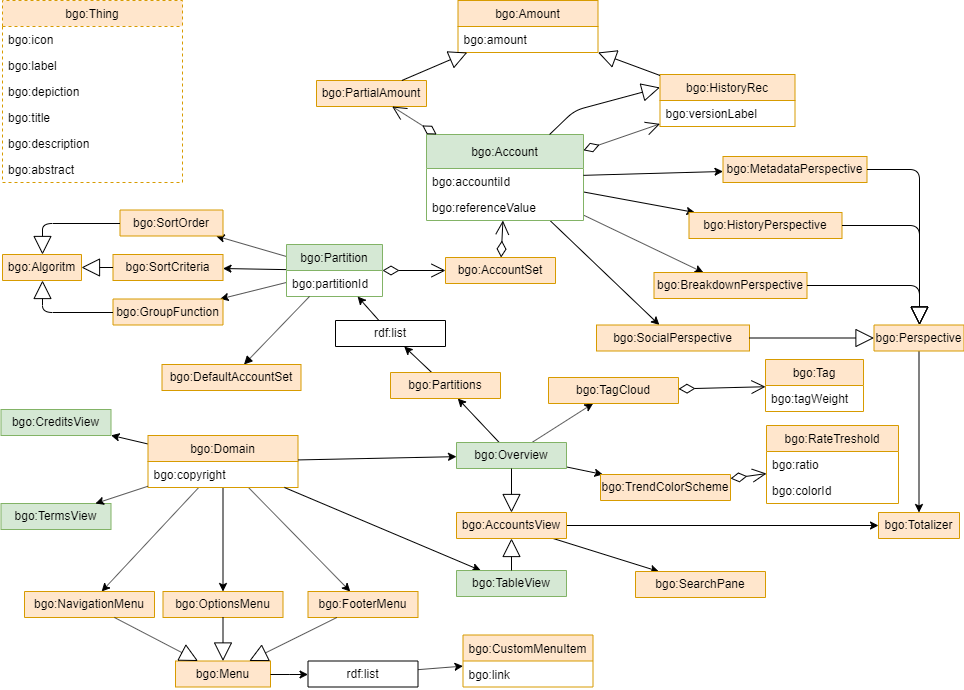 bgo:Thing
bgo:icon
bgo:label
bgo:depiction
bgo:title
bgo:description
bgo:abstract
bgo:Amount
bgo:amount
bgo:PartialAmount
bgo:HistoryRec
bgo:versionLabel
bgo:Account
bgo:accountiId
bgo:referenceValue
bgo:MetadataPerspective
bgo:HistoryPerspective
bgo:BreakdownPerspective
bgo:SocialPerspective
bgo:Perspective
bgo:SortOrder
bgo:Algoritm
bgo:SortCriteria
bgo:GroupFunction
bgo:Partition
bgo:partitionId
bgo:AccountSet
rdf:list
bgo:DefaultAccountSet
bgo:Partitions
bgo:TagCloud
bgo:Tag
bgo:tagWeight
bgo:CreditsView
bgo:Domain
bgo:copyright
bgo:Overview
bgo:RateTreshold
bgo:ratio
bgo:colorId
bgo:TrendColorScheme
bgo:TermsView
bgo:AccountsView
bgo:Totalizer
bgo:TableView
bgo:SearchPane
bgo:NavigationMenu
bgo:OptionsMenu
bgo:FooterMenu
bgo:Menu
rdf:list
bgo:CustomMenuItem
bgo:link